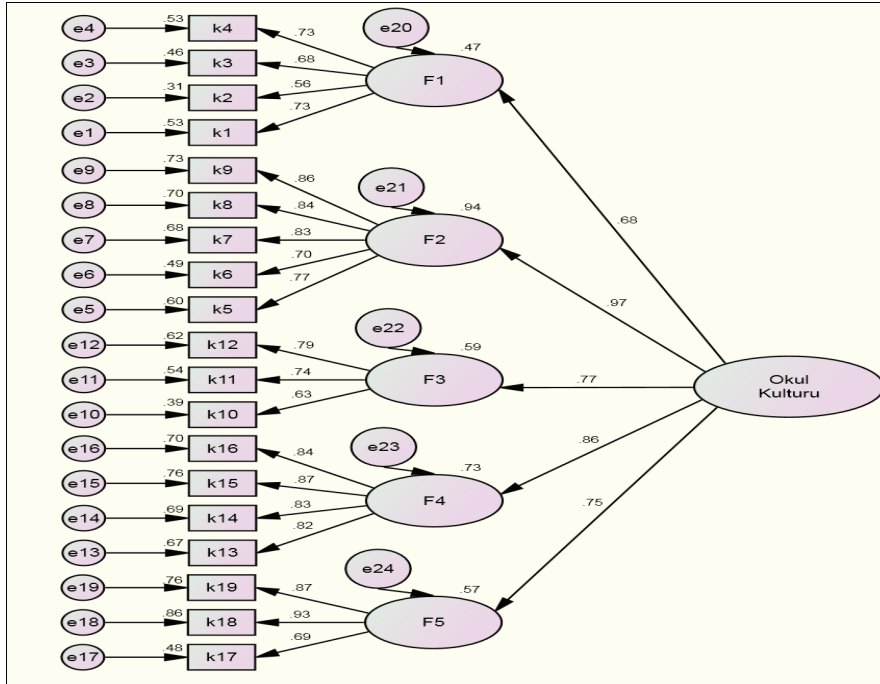 e4 .53 k4 .73 e20 .47
e3 .46 k3 .68 F1
e2 .31 k2 .56
e1 .53 k1 .73
e9 .73 k9 .86 e21 .94 .68
e8 .70 k8 .84
e7 .68 k7 .83 F2
e6 .49 k6 .70
e5 .60 k5 .77 .97
e12 .62 k12 .79 e22 .59
e11 .54 k11 .74 F3 .77 Okul
e10 .39 k10 .63 Kulturu
e16 .70 k16 .84 e23 .73 .86
e15 .76 k15 .87 F4
e14 .69 k14 .83 .75
e13 .67 k13 .82
e19 .76 k19 .87 e24 .57
e18 .86 k18 .93 F5
e17 .48 k17 .69